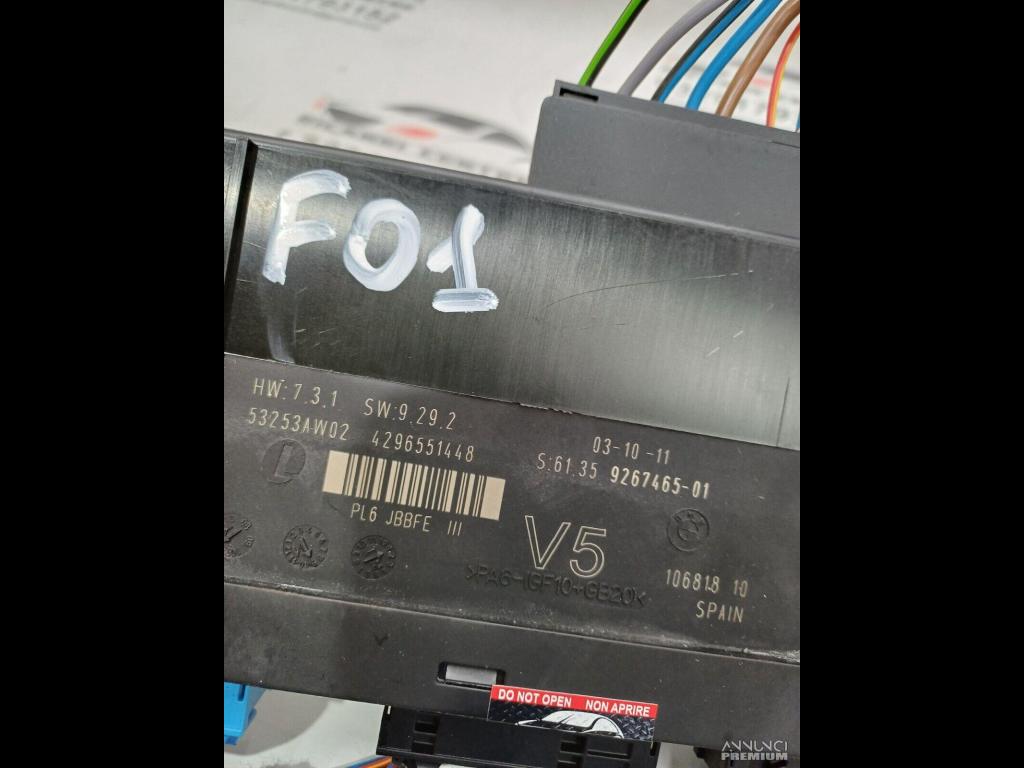 F01
HW:7.3.1 SW:9.29.2
53253AW02 4296551448
03-10-11
S:61.35 9267465-01
PL6 JBBFE III
V5
>PA6-(GF10+GB20)<
106818 10
SPAIN
DO NOT OPEN NON APRIRE
ANNUNCI
PREMIUM